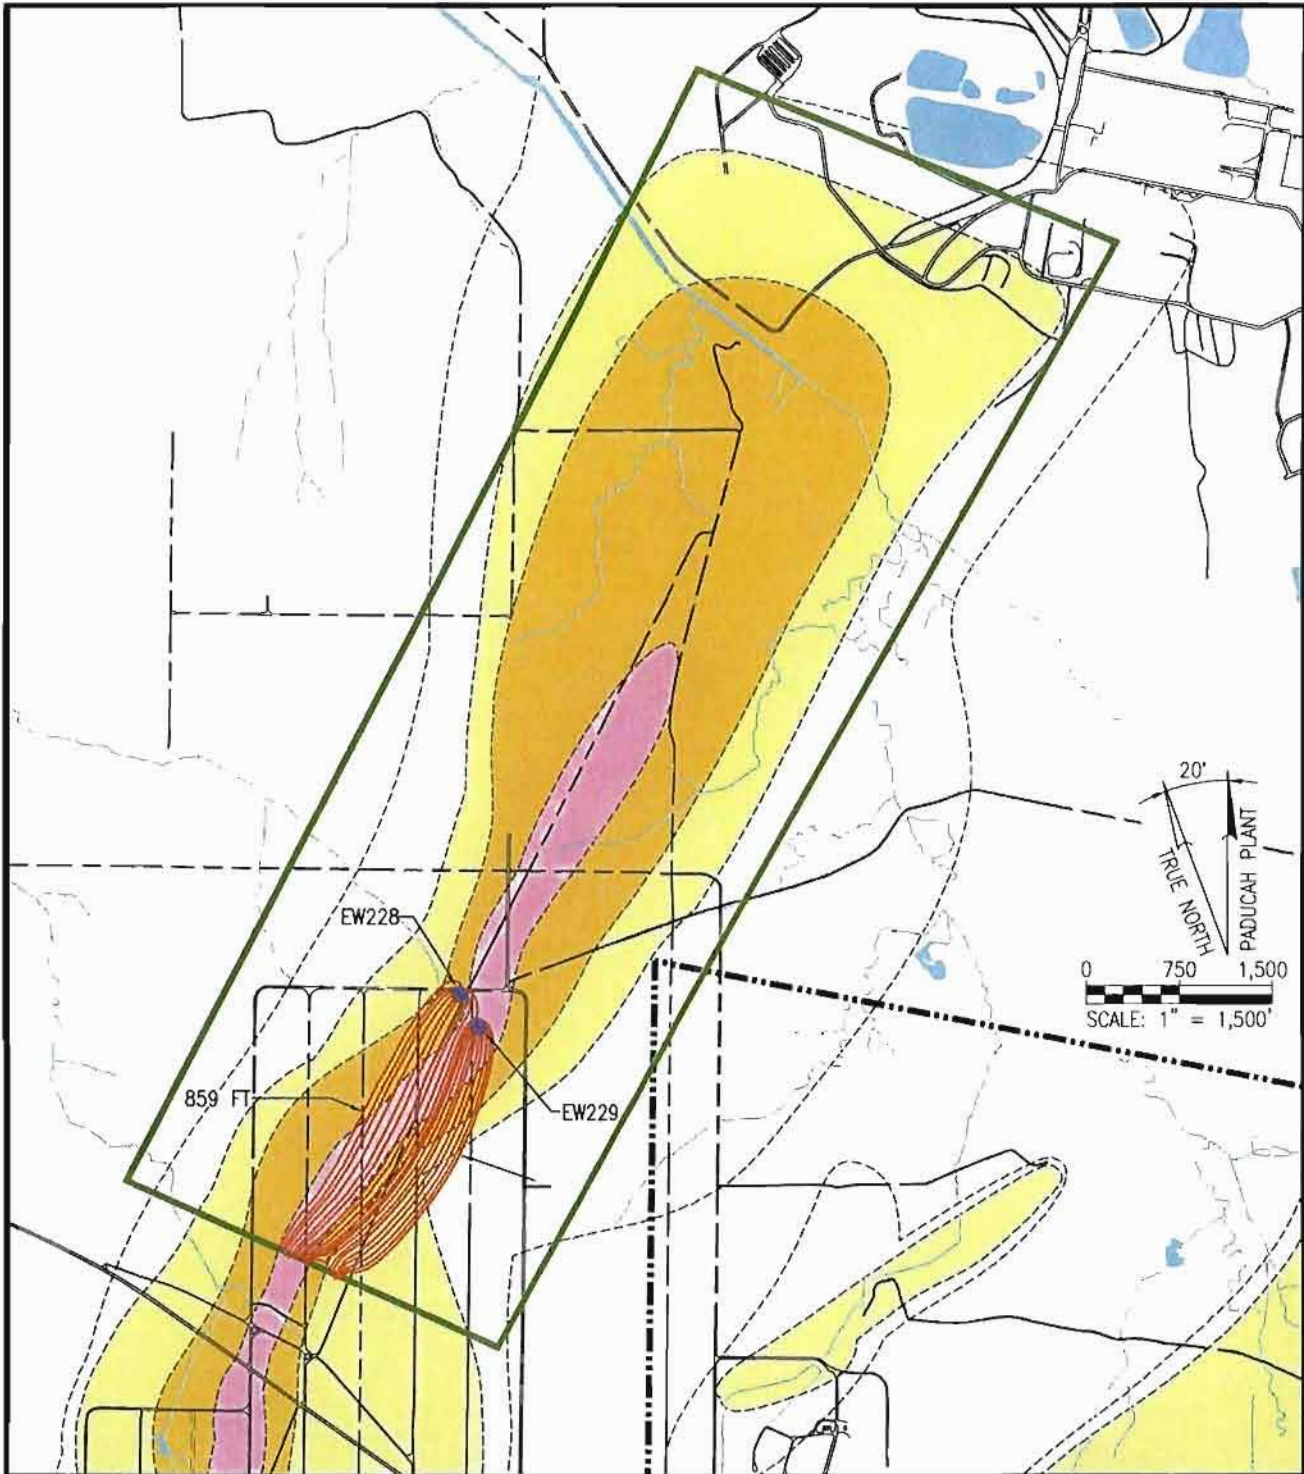 20'
TRUE NORTH
PADUCAH PLANT
EW228
0 750 1,500
SCALE: 1" = 1,500'
859 FT
EW229